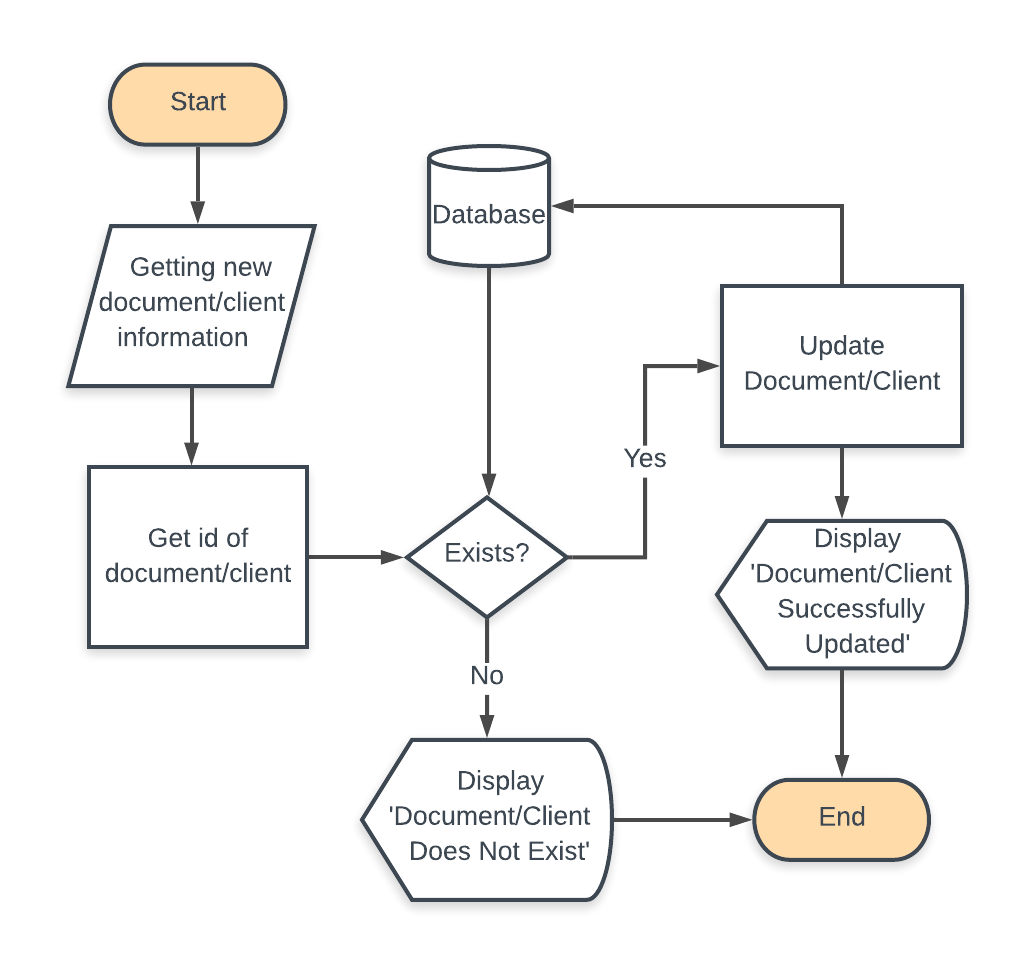 Start
Getting new
document/client
information
Get id of
document/client
Database
Exists?
Yes
Update
Document/Client
Display
'Document/Client
Successfully
Updated'
No
Display
'Document/Client
Does Not Exist'
End